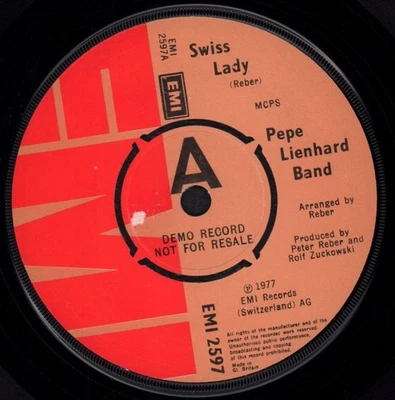 Swiss
Lady
(Reber)
EMI
2597A
EMI
MCPS
Pepe
Lienhard
Band
A
DEMO RECORD
NOT FOR RESALE
Arranged by
Reber
Produced by
Peter Reber and
Rolf Zuckowski
℗ 1977
EMI Records
(Switzerland) AG
EMI 2597
All rights of the manufacturer and of the
owner of the recorded work reserved
Unauthorised public performance
broadcasting and copying
of this record prohibited.
Made in
Gt. Britain
EMI